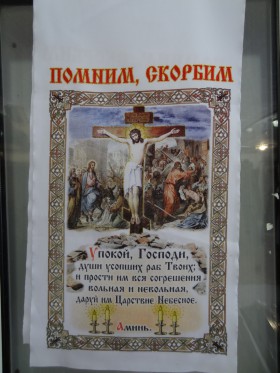 ПОМНИМ, СКОРБИМ
Упокой, Господи,
души усопших раб Твоих;
и прости им вся согрешения
вольная и невольная,
даруй им Царствие Небесное.
Аминь.